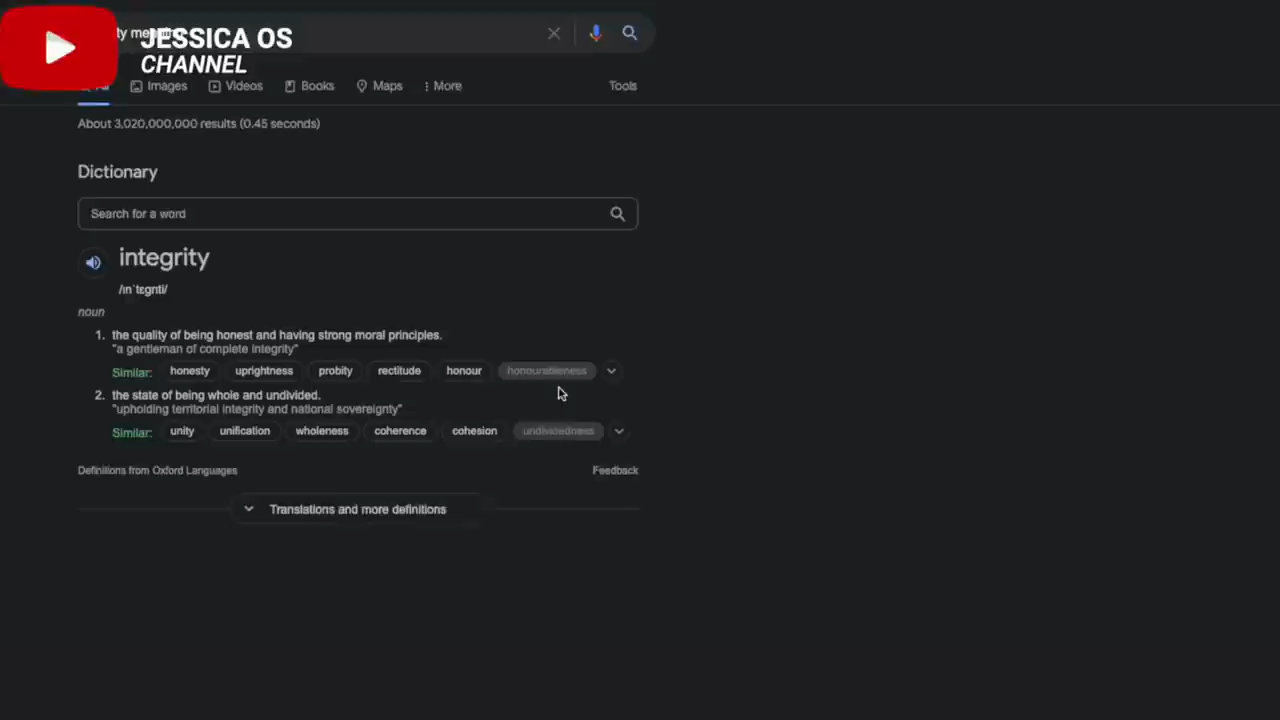 JESSICA OS
CHANNEL
Images Videos Books Maps More Tools
About 3,020,000,000 results (0.45 seconds)
Dictionary
Search for a word
integrity
/ɪnˈtɛɡrɪti/
noun
1. the quality of being honest and having strong moral principles.
"a gentleman of complete integrity"
Similar: honesty uprightness probity rectitude honour honourableness
2. the state of being whole and undivided.
"upholding territorial integrity and national sovereignty"
Similar: unity unification wholeness coherence cohesion undividedness
Definitions from Oxford Languages Feedback
Translations and more definitions